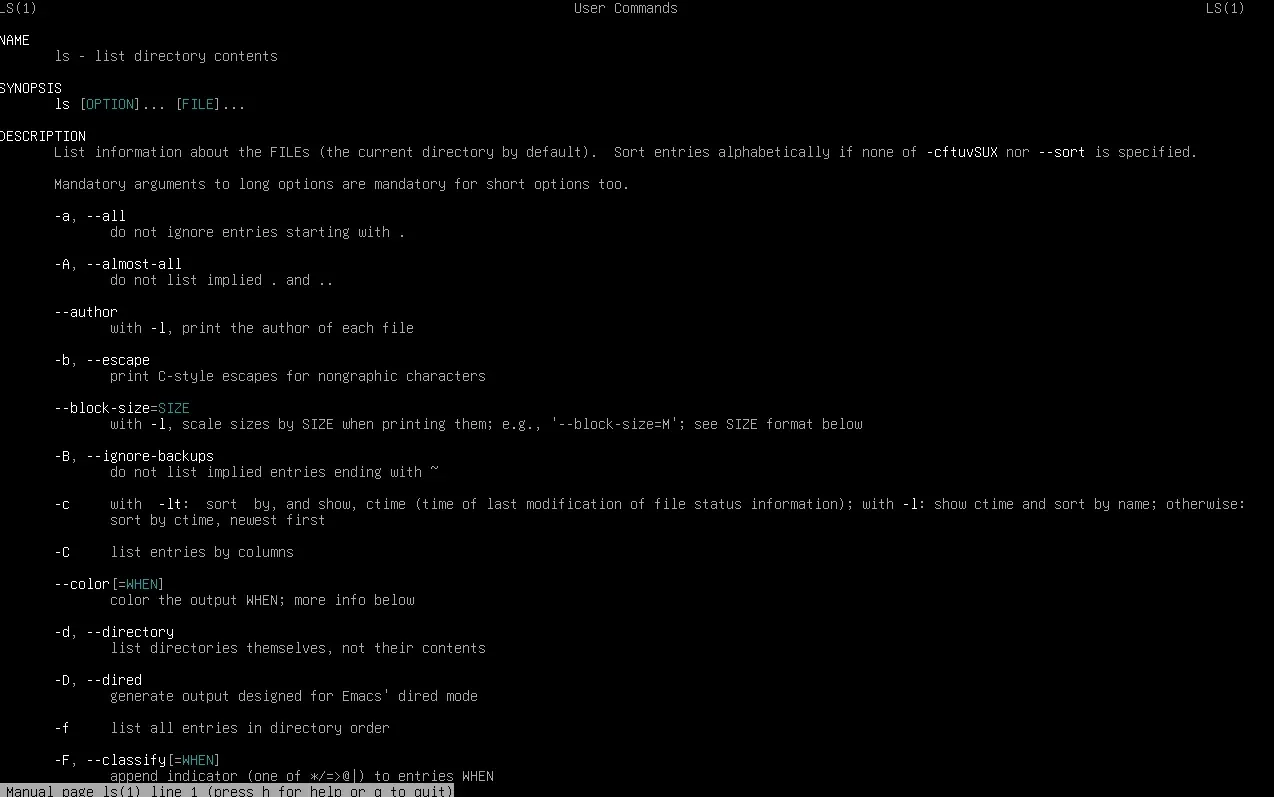 LS(1) User Commands LS(1)
NAME
ls - list directory contents
SYNOPSIS
ls [OPTION]... [FILE]...
DESCRIPTION
List information about the FILEs (the current directory by default).  Sort entries alphabetically if none of -cftuvSUX nor --sort is specified.
Mandatory arguments to long options are mandatory for short options too.
-a, --all
do not ignore entries starting with .
-A, --almost-all
do not list implied . and ..
--author
with -l, print the author of each file
-b, --escape
print C-style escapes for nongraphic characters
--block-size=SIZE
with -l, scale sizes by SIZE when printing them; e.g., '--block-size=M'; see SIZE format below
-B, --ignore-backups
do not list implied entries ending with ~
-c with  -lt:  sort  by, and show, ctime (time of last modification of file status information); with -l: show ctime and sort by name; otherwise:
sort by ctime, newest first
-C list entries by columns
--color[=WHEN]
color the output WHEN; more info below
-d, --directory
list directories themselves, not their contents
-D, --dired
generate output designed for Emacs' dired mode
-f list all entries in directory order
-F, --classify[=WHEN]
append indicator (one of */=>@|) to entries WHEN
Manual page ls(1) line 1 (press h for help or q to quit)